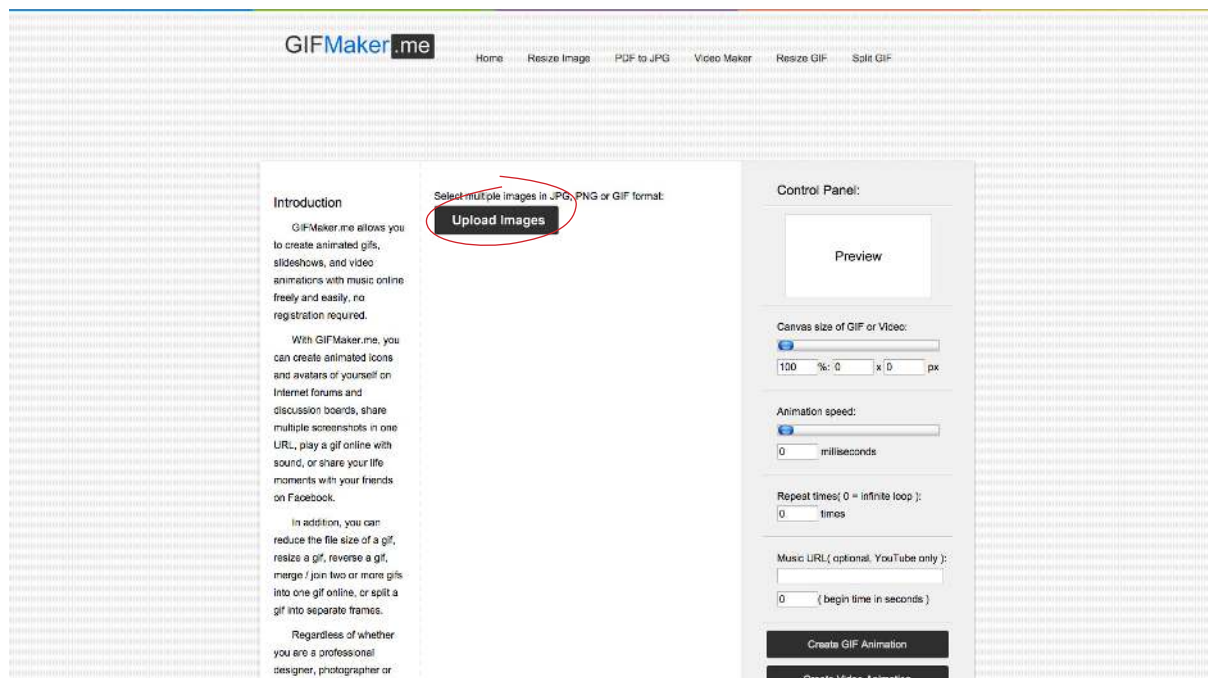 GIFMaker.me
Home Resize Image PDF to JPG Video Maker Resize GIF Split GIF
Introduction
GIFMaker.me allows you
to create animated gifs,
slideshows, and video
animations with music online
freely and easily, no
registration required.
With GIFMaker.me, you
can create animated icons
and avatars of yourself on
Internet forums and
discussion boards, share
multiple screenshots in one
URL, play a gif online with
sound, or share your life
moments with your friends
on Facebook.
In addition, you can
reduce the file size of a gif,
resize a gif, reverse a gif,
merge / join two or more gifs
into one gif online, or split a
gif into separate frames.
Regardless of whether
you are a professional
designer, photographer or
Select multiple images in JPG, PNG or GIF format:
Upload Images
Control Panel:
Preview
Canvas size of GIF or Video:
100 %: 0 x 0 px
Animation speed:
0 milliseconds
Repeat times( 0 = infinite loop ):
0 times
Music URL( optional, YouTube only ):
0 ( begin time in seconds )
Create GIF Animation
Create Video Animation